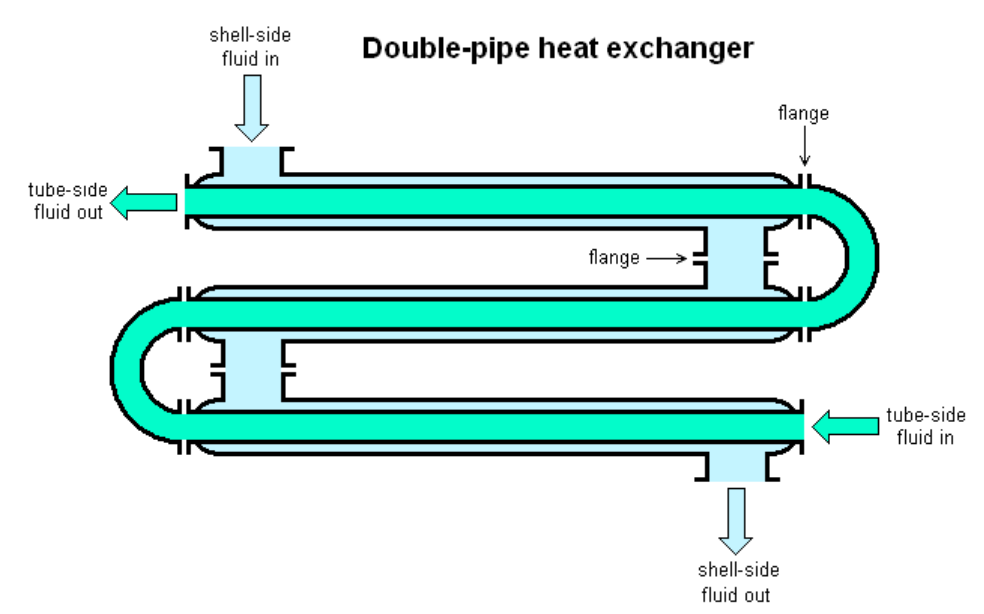 shell-side
fluid in
Double-pipe heat exchanger
flange
tube-side
fluid out
flange
tube-side
fluid in
shell-side
fluid out